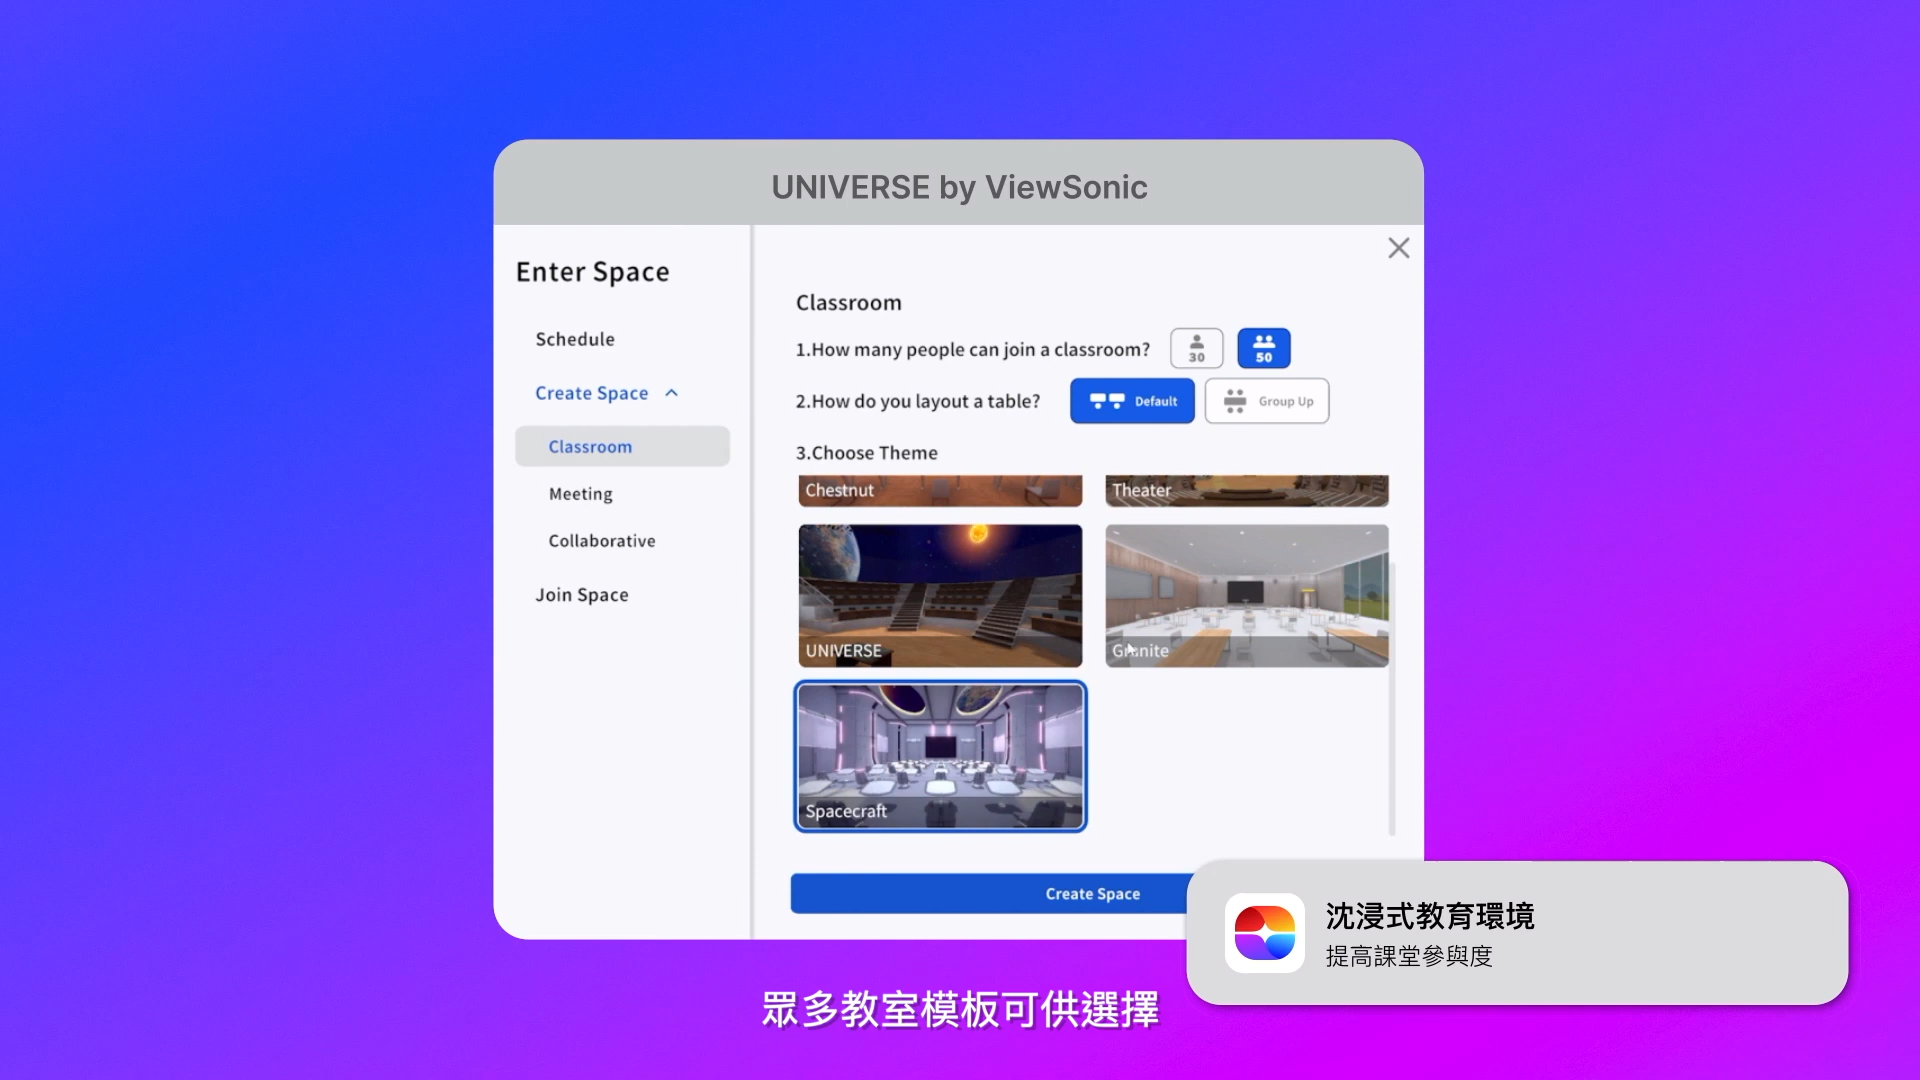 UNIVERSE by ViewSonic
Enter Space
Schedule
Create Space
Classroom
Meeting
Collaborative
Join Space
Classroom
1.How many people can join a classroom?
30
50
2.How do you layout a table?
Default
Group Up
3.Choose Theme
Chestnut
Theater
UNIVERSE
Granite
Spacecraft
Create Space
沈浸式教育環境
提高課堂參與度
眾多教室模板可供選擇